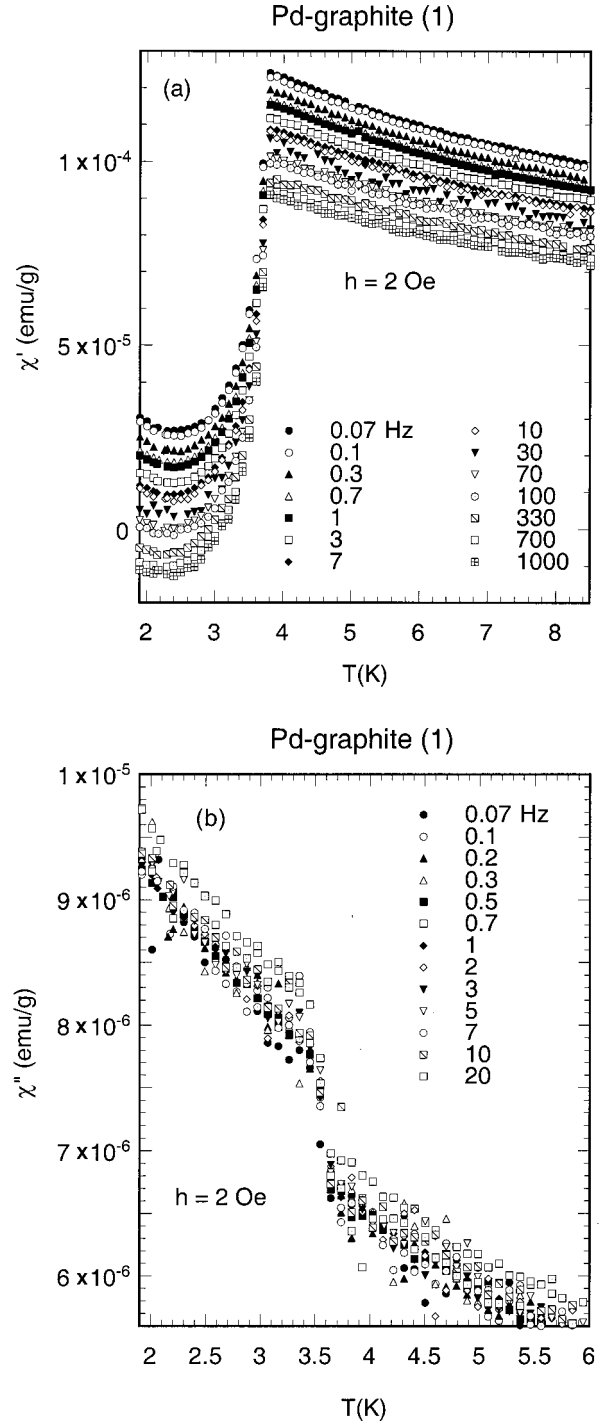 Pd-graphite (1)
(a)
1 x 10⁻⁴
5 x 10⁻⁵
0
χ' (emu/g)
h = 2 Oe
0.07 Hz
0.1
0.3
0.7
1
3
7
10
30
70
100
330
700
1000
2 3 4 5 6 7 8
T(K)
Pd-graphite (1)
(b)
1 x 10⁻⁵
9 x 10⁻⁶
8 x 10⁻⁶
7 x 10⁻⁶
6 x 10⁻⁶
χ" (emu/g)
0.07 Hz
0.1
0.2
0.3
0.5
0.7
1
2
3
5
7
10
20
h = 2 Oe
2 2.5 3 3.5 4 4.5 5 5.5 6
T(K)